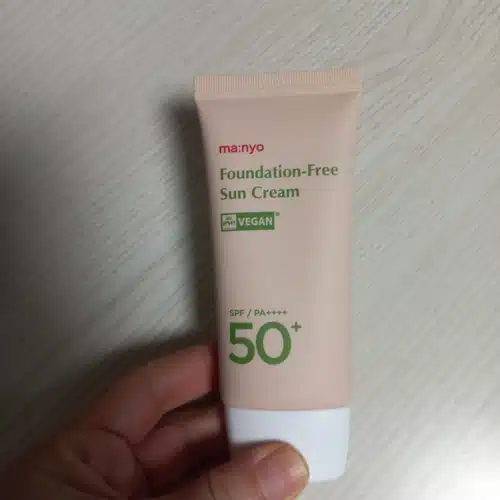 ma:nyo
Foundation-Free
Sun Cream
VEGAN
SPF / PA++++
50+